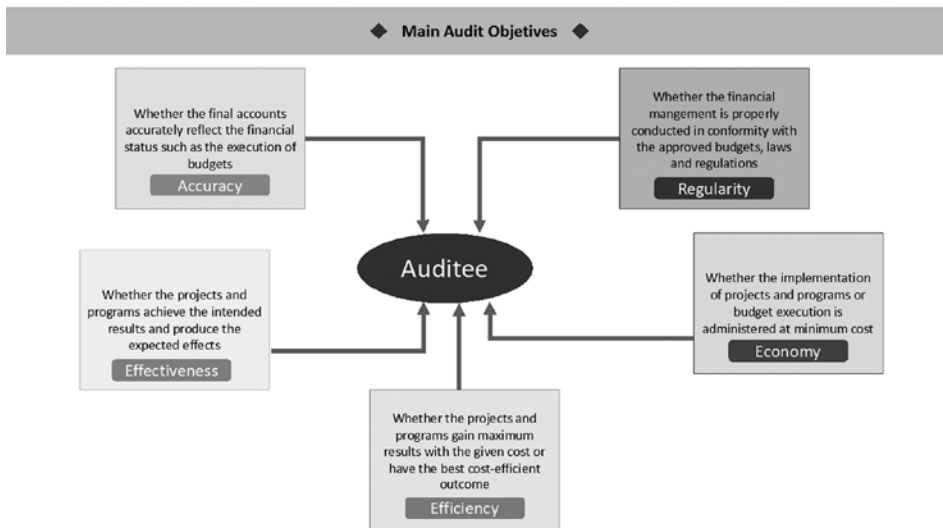 Main Audit Objetives
Whether the final accounts
accurately reflect the financial
status such as the execution of
budgets
Accuracy
Whether the financial
mangement is properly
conducted in conformity with
the approved budgets, laws
and regulations
Regularity
Auditee
Whether the projects and
programs achieve the intended
results and produce the
expected effects
Effectiveness
Whether the implementation
of projects and programs or
budget execution is
administered at minimum cost
Economy
Whether the projects and
programs gain maximum
results with the given cost or
have the best cost-efficient
outcome
Efficiency